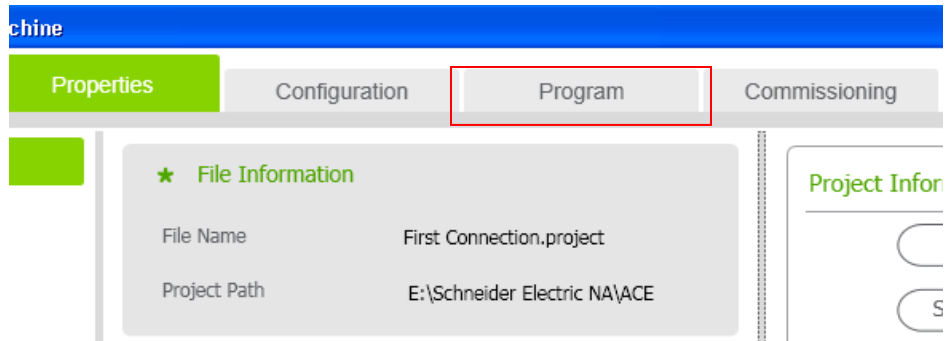 chine
Properties Configuration Program Commissioning
File Information
File Name First Connection.project
Project Path E:\Schneider Electric NA\ACE
Project Infor
S